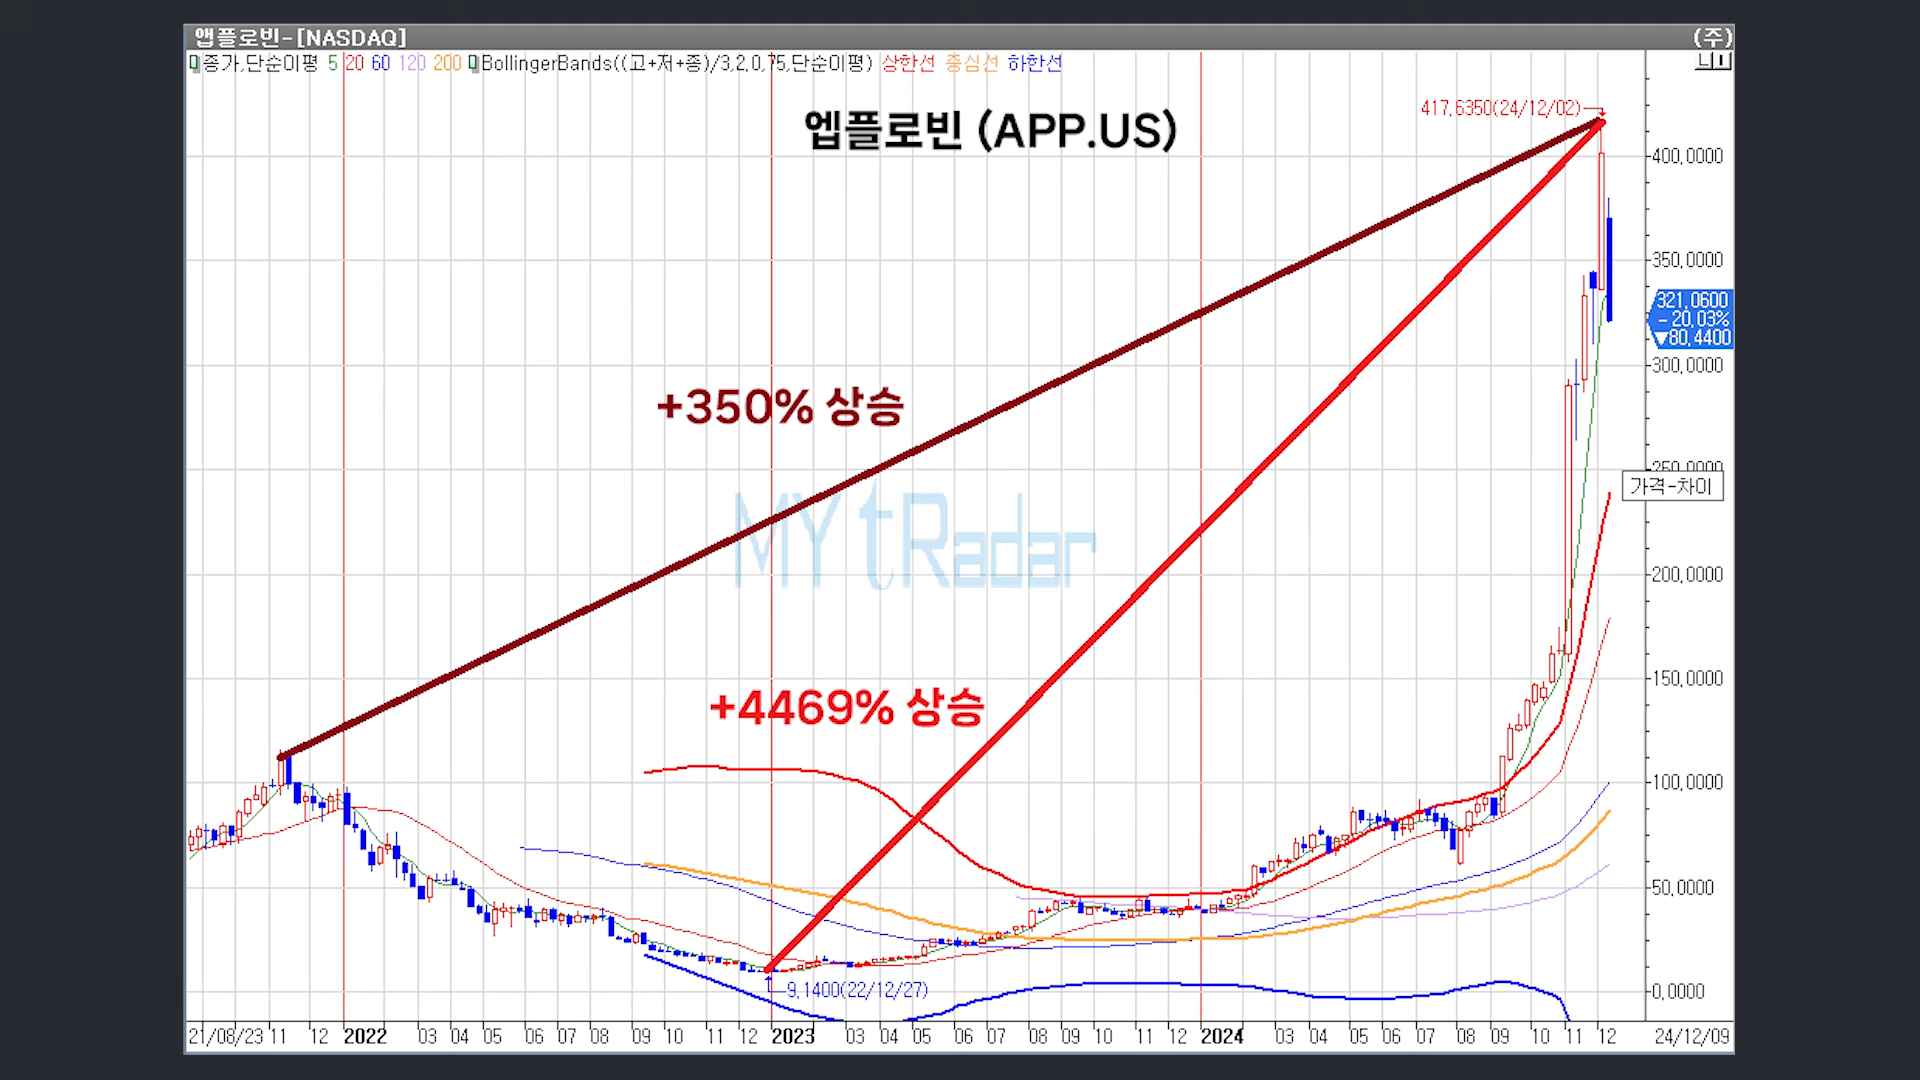 앱플로빈-[NASDAQ] (주)
종가,단순이평 5 20 60 120 200 BollingerBands((고+저+종)/3,2,0,75,단순이평) 상한선 중심선 하한선
엡플로빈 (APP.US)
417,6350(24/12/02)
400,0000
350,0000
321,0600
- 20,03%
▼80,4400
300,0000
+350% 상승
250,0000
가격-차이
MY tRadar
200,0000
150,0000
+4469% 상승
100,0000
50,0000
9,1400(22/12/27)
0,0000
21/08/23 11 12 2022 03 04 05 06 07 08 09 10 11 12 2023 03 04 05 06 07 08 09 10 11 12 2024 03 04 05 06 07 08 09 10 11 12 24/12/09